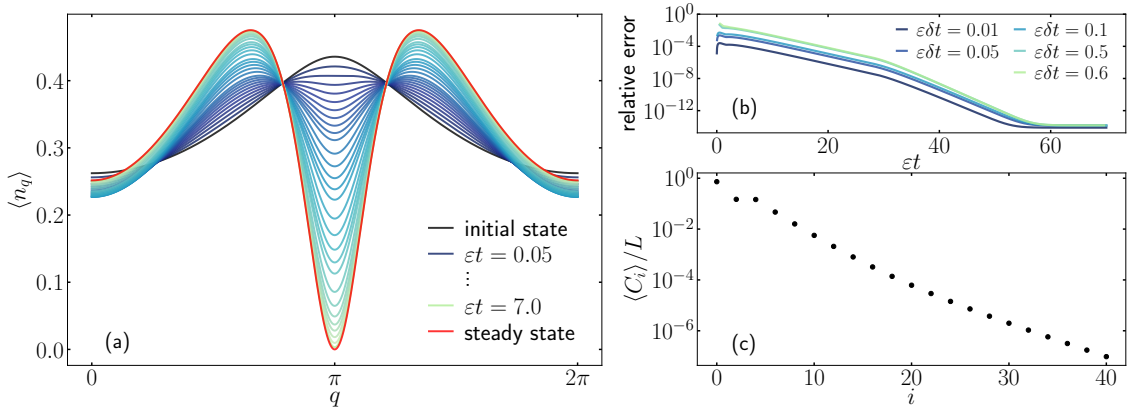 0.4
0.3
0.2
0.1
0.0
⟨n_q⟩
initial state
εt = 0.05
⋮
εt = 7.0
steady state
(a)
0 π 2π
q
10^0
10^−4
10^−8
10^−12
relative error
εδt = 0.01 εδt = 0.1
εδt = 0.05 εδt = 0.5
εδt = 0.6
(b)
0 20 40 60
εt
10^0
10^−2
10^−4
10^−6
⟨C_i⟩/L
(c)
0 10 20 30 40
i